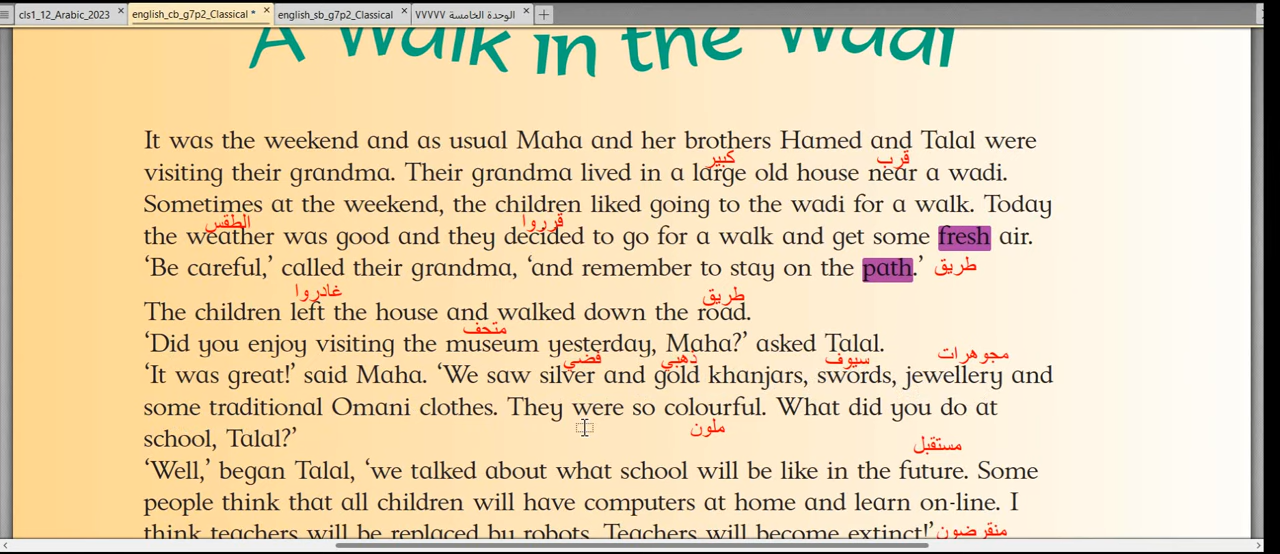 cls1_12_Arabic_2023 × english_cb_g7p2_Classical * × english_sb_g7p2_Classical × الوحدة الخامسة ٧٧٧٧٧ ×
A Walk in the Wadi
It was the weekend and as usual Maha and her brothers Hamed and Talal were
كبير قرب
visiting their grandma. Their grandma lived in a large old house near a wadi.
Sometimes at the weekend, the children liked going to the wadi for a walk. Today
الطقس قرروا
the weather was good and they decided to go for a walk and get some fresh air.
‘Be careful,’ called their grandma, ‘and remember to stay on the path.’ طريق
غادروا طريق
The children left the house and walked down the road.
متحف
‘Did you enjoy visiting the museum yesterday, Maha?’ asked Talal.
فضي ذهبي سيوف مجوهرات
‘It was great!’ said Maha. ‘We saw silver and gold khanjars, swords, jewellery and
some traditional Omani clothes. They were so colourful. What did you do at
ملون
school, Talal?’
مستقبل
‘Well,’ began Talal, ‘we talked about what school will be like in the future. Some
people think that all children will have computers at home and learn on-line. I
think teachers will be replaced by robots. Teachers will become extinct!’ منقرضون